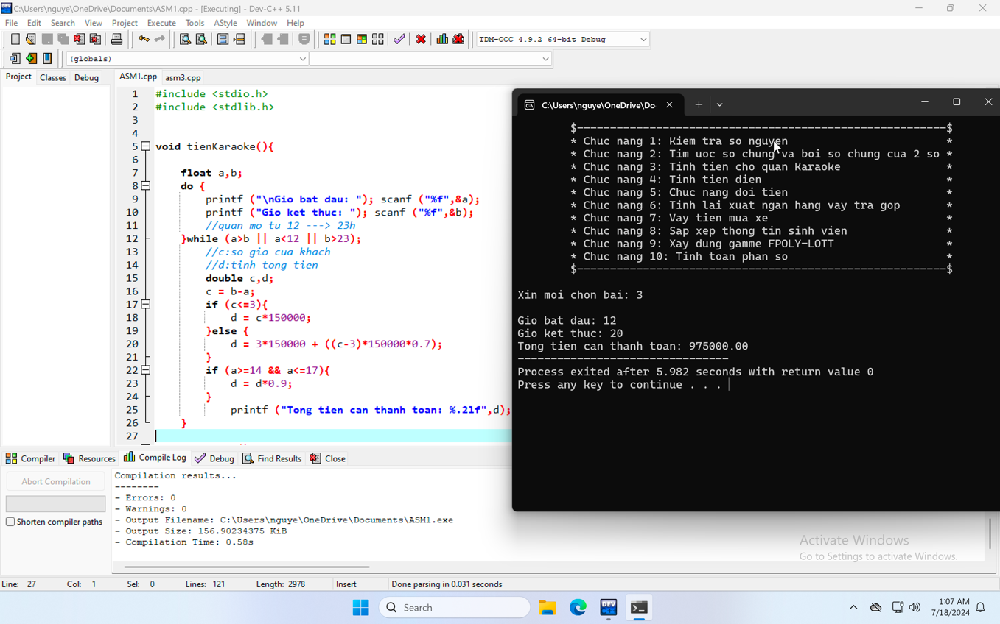 C:\Users\nguye\OneDrive\Documents\ASM1.cpp - [Executing] - Dev-C++ 5.11
File Edit Search View Project Execute Tools AStyle Window Help
TDM-GCC 4.9.2 64-bit Debug
(globals)
Project Classes Debug
ASM1.cpp asm3.cpp
1 #include <stdio.h>
2 #include <stdlib.h>
3
4
5 void tienKaraoke(){
6
7 float a,b;
8 do {
9 printf ("\nGio bat dau: "); scanf ("%f",&a);
10 printf ("Gio ket thuc: "); scanf ("%f",&b);
11 //quan mo tu 12 ---> 23h
12 }while (a>b || a<12 || b>23);
13 //c:so gio cua khach
14 //d:tinh tong tien
15 double c,d;
16 c = b-a;
17 if (c<=3){
18 d = c*150000;
19 }else {
20 d = 3*150000 + ((c-3)*150000*0.7);
21 }
22 if (a>=14 && a<=17){
23 d = d*0.9;
24 }
25 printf ("Tong tien can thanh toan: %.2lf",d);
26 }
27
C:\Users\nguye\OneDrive\Do
$---------------------------------------------------------$
* Chuc nang 1: Kiem tra so nguyen *
* Chuc nang 2: Tim uoc so chung va boi so chung cua 2 so *
* Chuc nang 3: Tinh tien cho quan Karaoke *
* Chuc nang 4: Tinh tien dien *
* Chuc nang 5: Chuc nang doi tien *
* Chuc nang 6: Tinh lai xuat ngan hang vay tra gop *
* Chuc nang 7: Vay tien mua xe *
* Chuc nang 8: Sap xep thong tin sinh vien *
* Chuc nang 9: Xay dung gamme FPOLY-LOTT *
* Chuc nang 10: Tinh toan phan so *
$---------------------------------------------------------$
Xin moi chon bai: 3
Gio bat dau: 12
Gio ket thuc: 20
Tong tien can thanh toan: 975000.00
--------------------------------
Process exited after 5.982 seconds with return value 0
Press any key to continue . . .
Compiler Resources Compile Log Debug Find Results Close
Abort Compilation
Shorten compiler paths
Compilation results...
--------
- Errors: 0
- Warnings: 0
- Output Filename: C:\Users\nguye\OneDrive\Documents\ASM1.exe
- Output Size: 156.90234375 KiB
- Compilation Time: 0.58s
Activate Windows
Go to Settings to activate Windows.
Line: 27 Col: 1 Sel: 0 Lines: 121 Length: 2978 Insert Done parsing in 0.031 seconds
DEV
Search
1:07 AM
7/18/2024